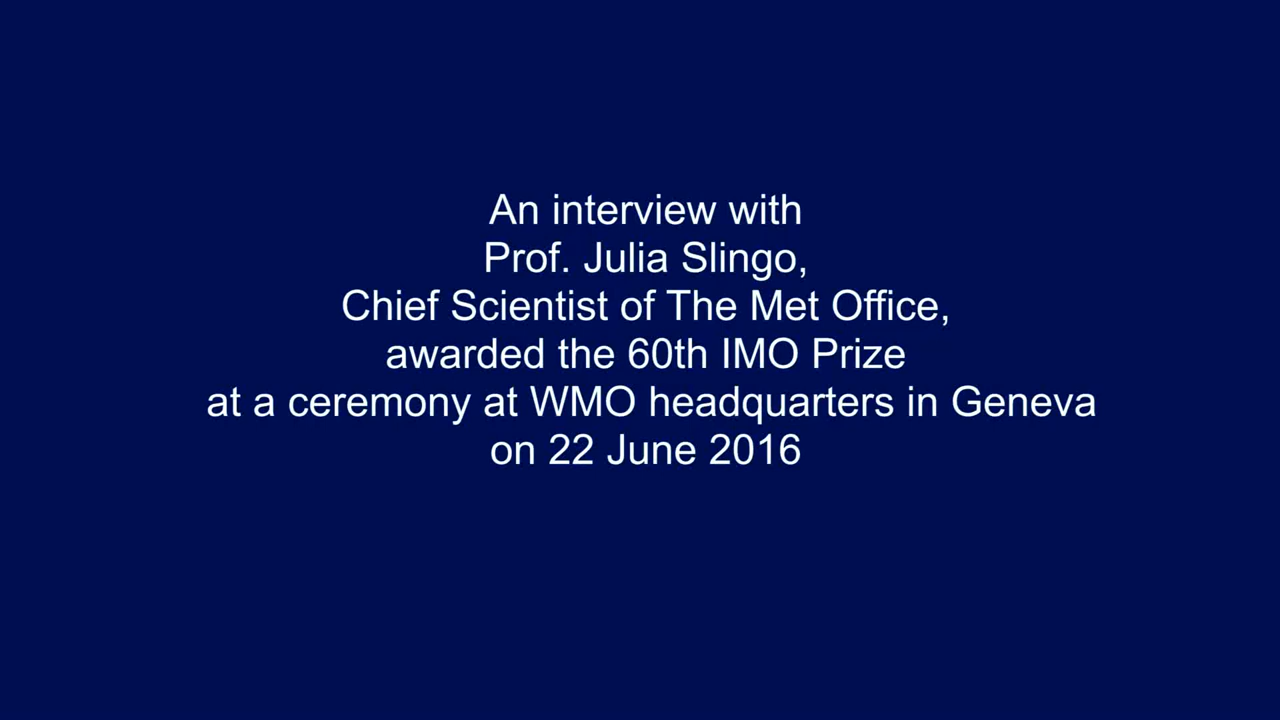 An interview with
Prof. Julia Slingo,
Chief Scientist of The Met Office,
awarded the 60th IMO Prize
at a ceremony at WMO headquarters in Geneva
on 22 June 2016